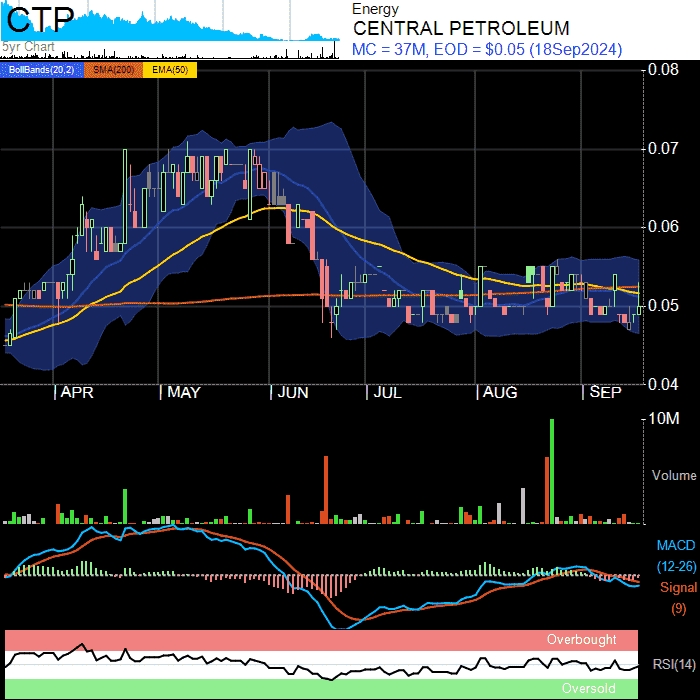 CTP
5yr Chart
Energy
CENTRAL PETROLEUM
MC = 37M, EOD = $0.05 (18Sep2024)
BollBands(20,2) SMA(200) EMA(50)
0.08
0.07
0.06
0.05
0.04
APR MAY JUN JUL AUG SEP
10M
Volume
MACD
(12-26)
Signal
(9)
Overbought
RSI(14)
Oversold